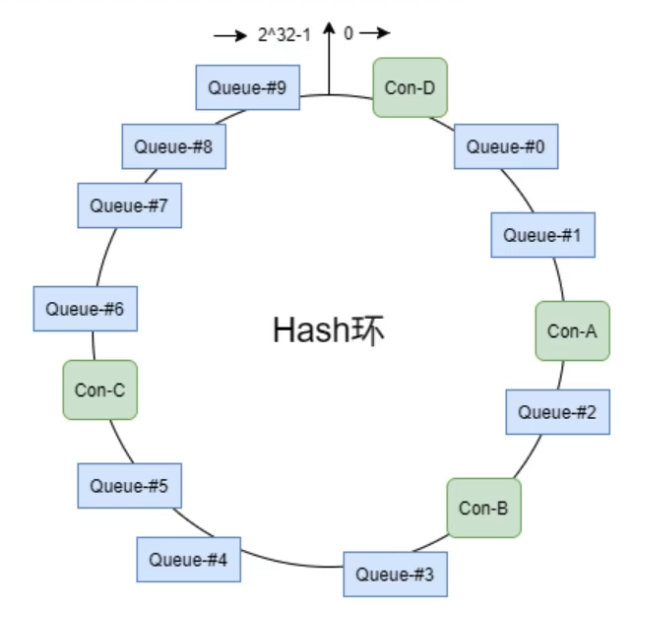 2^32-1 0
Queue-#9
Con-D
Queue-#8
Queue-#0
Queue-#7
Queue-#1
Queue-#6
Hash环
Con-A
Con-C
Queue-#2
Queue-#5
Con-B
Queue-#4
Queue-#3